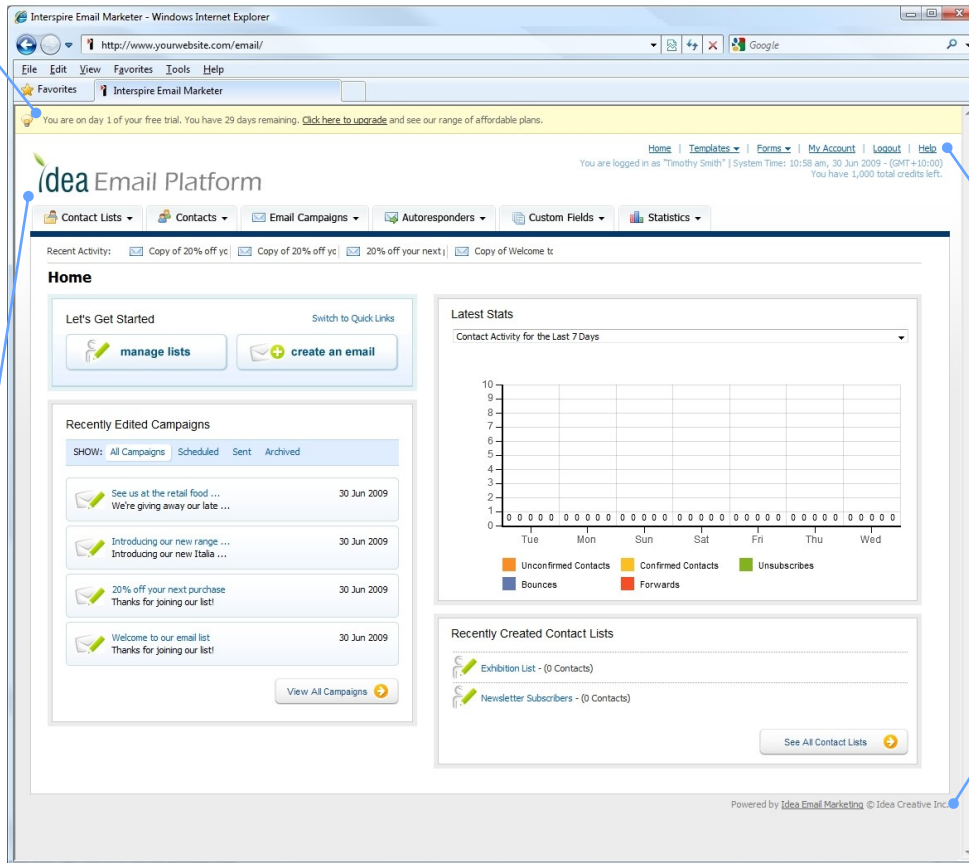 Interspire Email Marketer - Windows Internet Explorer
http://www.yourwebsite.com/email/
Google
File Edit View Favorites Tools Help
Favorites Interspire Email Marketer
You are on day 1 of your free trial. You have 29 days remaining. Click here to upgrade and see our range of affordable plans.
Home | Templates | Forms | My Account | Logout | Help
You are logged in as "Timothy Smith" | System Time: 10:58 am, 30 Jun 2009 - (GMT+10:00)
You have 1,000 total credits left.
idea Email Platform
Contact Lists Contacts Email Campaigns Autoresponders Custom Fields Statistics
Recent Activity: Copy of 20% off yo Copy of 20% off yo 20% off your next Copy of Welcome to
Home
Let's Get Started Switch to Quick Links
manage lists create an email
Recently Edited Campaigns
SHOW: All Campaigns Scheduled Sent Archived
See us at the retail food ... 30 Jun 2009
We're giving away our late ...
Introducing our new range ... 30 Jun 2009
Introducing our new Italia ...
20% off your next purchase 30 Jun 2009
Thanks for joining our list!
Welcome to our email list 30 Jun 2009
Thanks for joining our list!
View All Campaigns
Latest Stats
Contact Activity for the Last 7 Days
10
9
8
7
6
5
4
3
2
1
0
0 0 0 0 0 0 0 0 0 0 0 0 0 0 0 0 0 0 0 0 0 0 0 0 0 0 0 0 0 0 0 0 0 0 0
Tue Mon Sun Sat Fri Thu Wed
Unconfirmed Contacts Confirmed Contacts Unsubscribes
Bounces Forwards
Recently Created Contact Lists
Exhibition List - (0 Contacts)
Newsletter Subscribers - (0 Contacts)
See All Contact Lists
Powered by Idea Email Marketing © Idea Creative Inc.